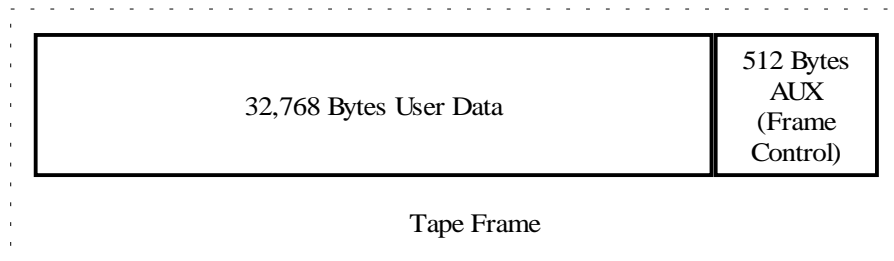 32,768 Bytes User Data
512 Bytes
AUX
(Frame
Control)
Tape Frame